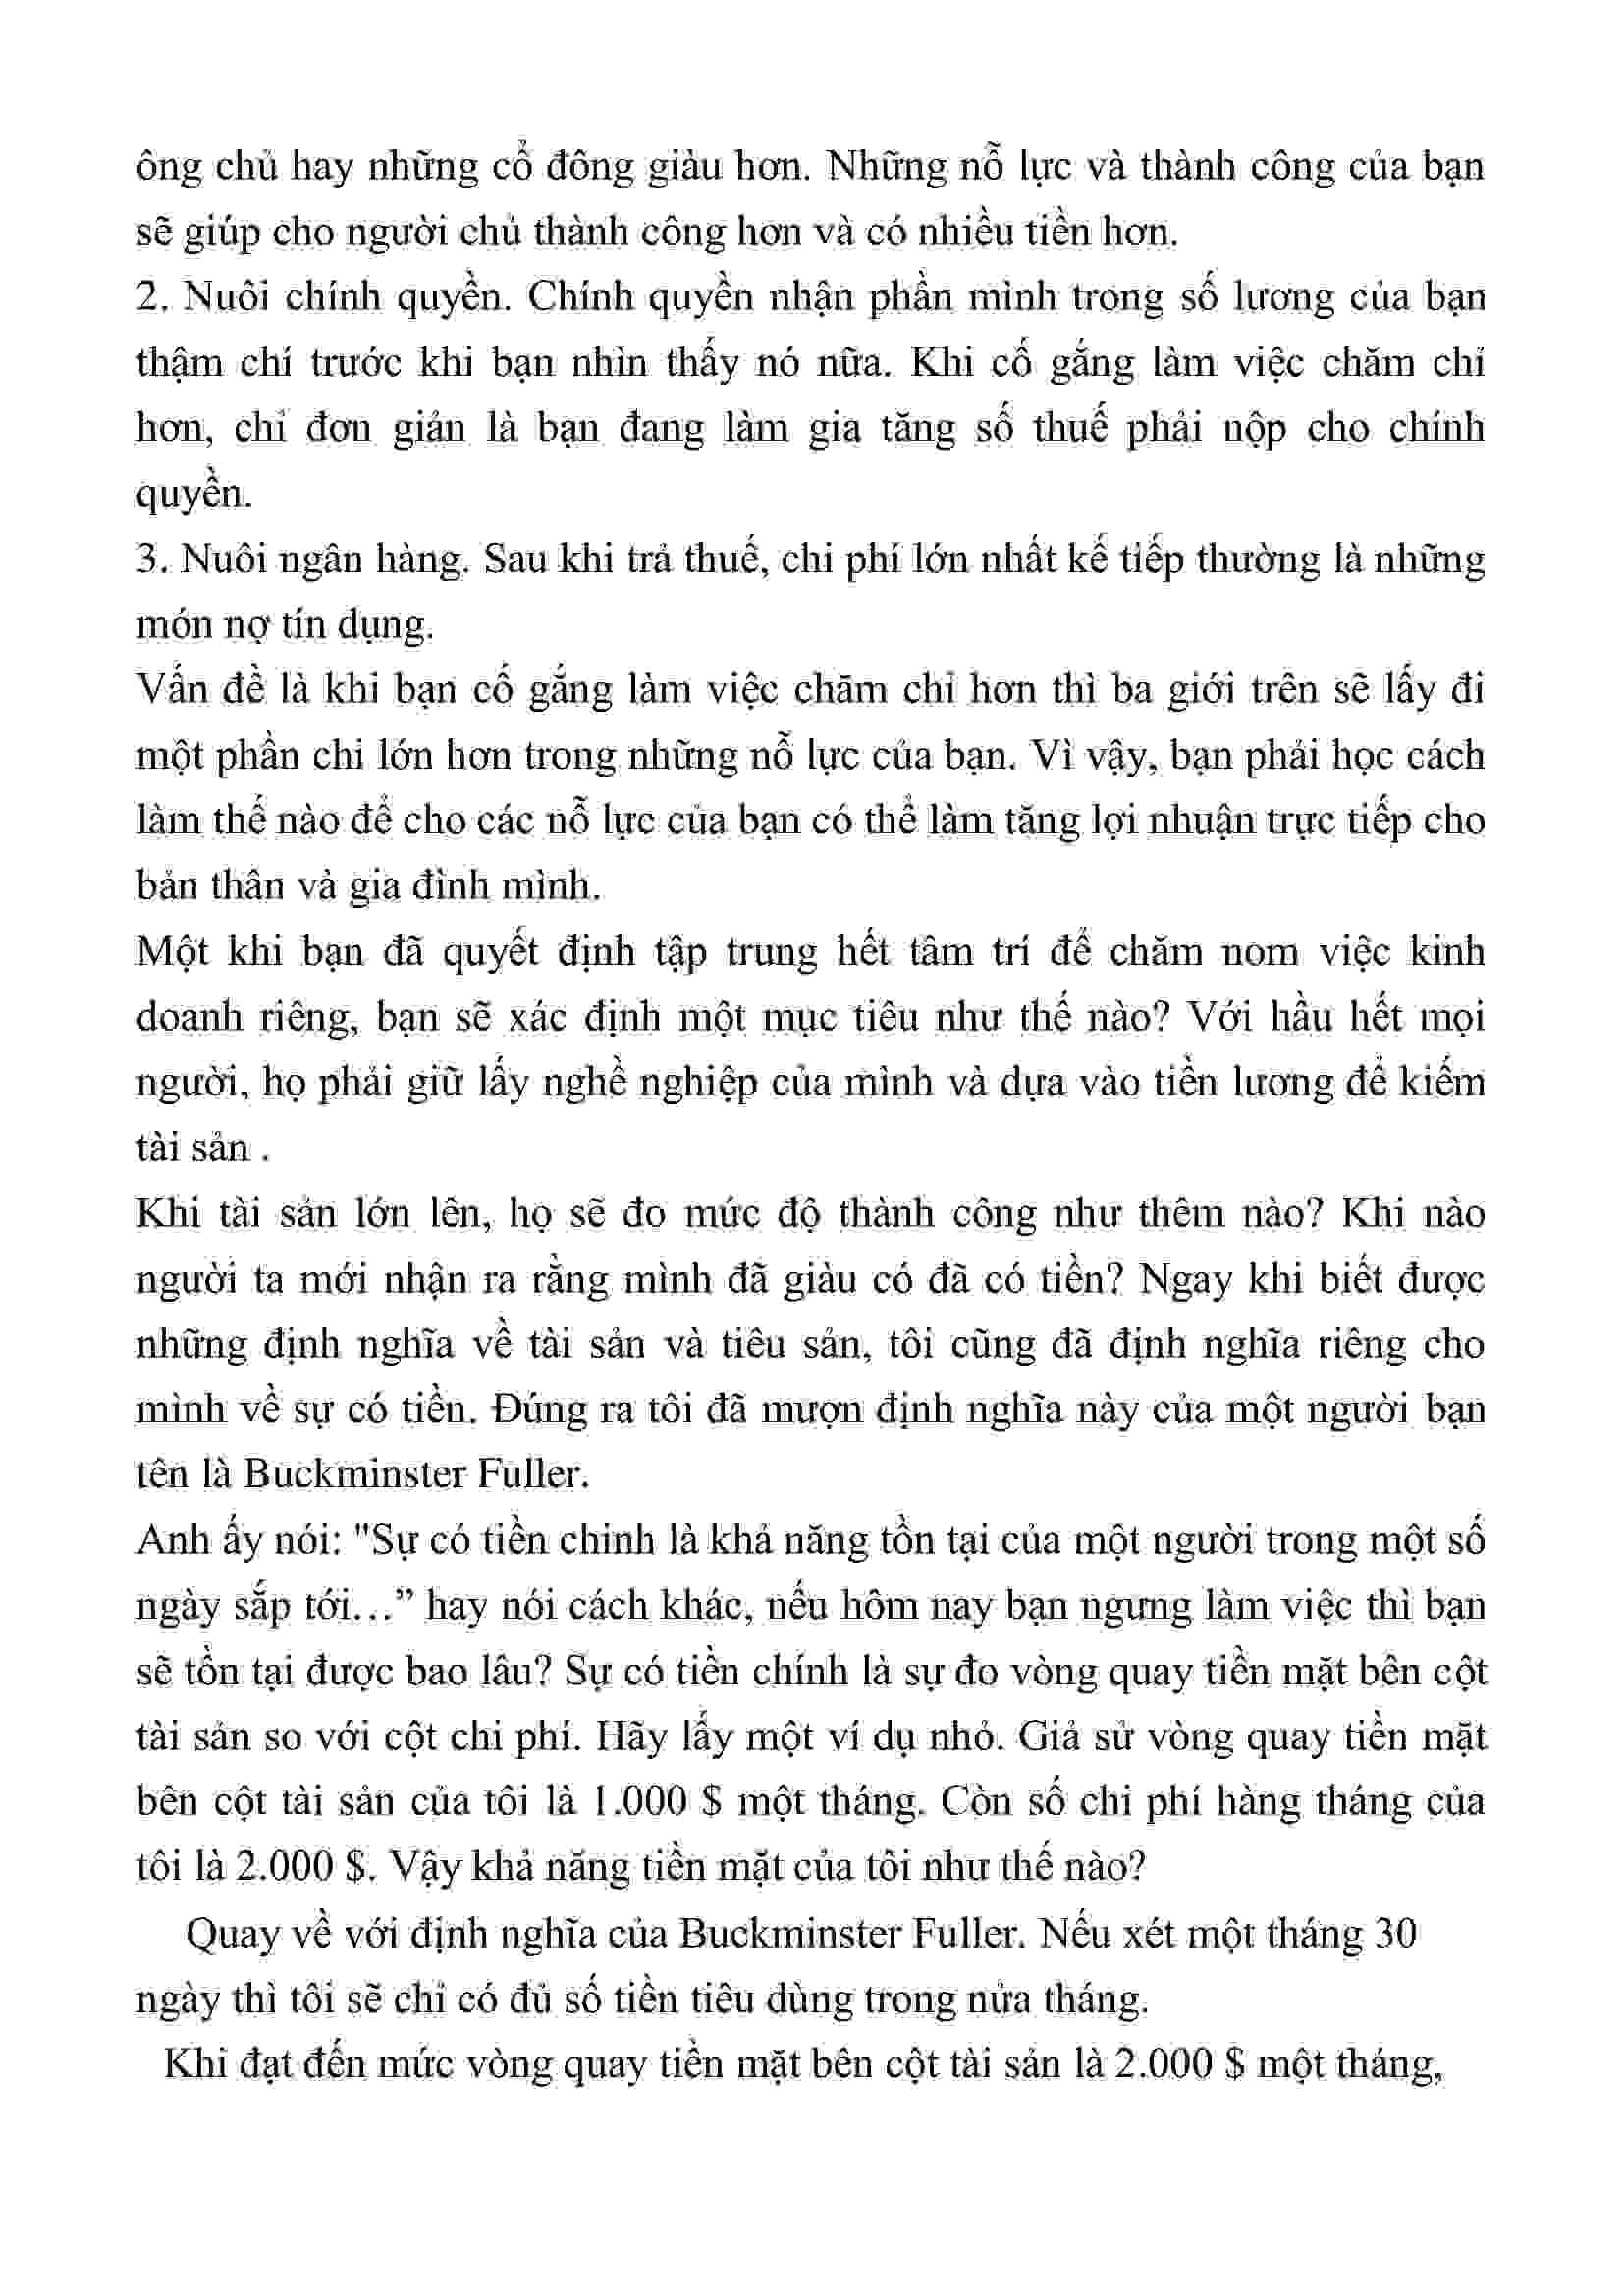 ông chủ hay những cổ đông giàu hơn. Những nỗ lực và thành công của bạn
sẽ giúp cho người chủ thành công hơn và có nhiều tiền hơn.
2. Nuôi chính quyền. Chính quyền nhận phần mình trong số lương của bạn
thậm chí trước khi bạn nhìn thấy nó nữa. Khi cố gắng làm việc chăm chỉ
hơn, chỉ đơn giản là bạn đang làm gia tăng số thuế phải nộp cho chính
quyền.
3. Nuôi ngân hàng. Sau khi trả thuế, chi phí lớn nhất kế tiếp thường là những
món nợ tín dụng.
Vấn đề là khi bạn cố gắng làm việc chăm chỉ hơn thì ba giới trên sẽ lấy đi
một phần chi lớn hơn trong những nỗ lực của bạn. Vì vậy, bạn phải học cách
làm thế nào để cho các nỗ lực của bạn có thể làm tăng lợi nhuận trực tiếp cho
bản thân và gia đình mình.
Một khi bạn đã quyết định tập trung hết tâm trí để chăm nom việc kinh
doanh riêng, bạn sẽ xác định một mục tiêu như thế nào? Với hầu hết mọi
người, họ phải giữ lấy nghề nghiệp của mình và dựa vào tiền lương để kiếm
tài sản .
Khi tài sản lớn lên, họ sẽ đo mức độ thành công như thêm nào? Khi nào
người ta mới nhận ra rằng mình đã giàu có đã có tiền? Ngay khi biết được
những định nghĩa về tài sản và tiêu sản, tôi cũng đã định nghĩa riêng cho
mình về sự có tiền. Đúng ra tôi đã mượn định nghĩa này của một người bạn
tên là Buckminster Fuller.
Anh ấy nói: "Sự có tiền chinh là khả năng tồn tại của một người trong một số
ngày sắp tới…” hay nói cách khác, nếu hôm nay bạn ngưng làm việc thì bạn
sẽ tồn tại được bao lâu? Sự có tiền chính là sự đo vòng quay tiền mặt bên cột
tài sản so với cột chi phí. Hãy lấy một ví dụ nhỏ. Giả sử vòng quay tiền mặt
bên cột tài sản của tôi là 1.000 $ một tháng. Còn số chi phí hàng tháng của
tôi là 2.000 $. Vậy khả năng tiền mặt của tôi như thế nào?
Quay về với định nghĩa của Buckminster Fuller. Nếu xét một tháng 30
ngày thì tôi sẽ chỉ có đủ số tiền tiêu dùng trong nửa tháng.
Khi đạt đến mức vòng quay tiền mặt bên cột tài sản là 2.000 $ một tháng,